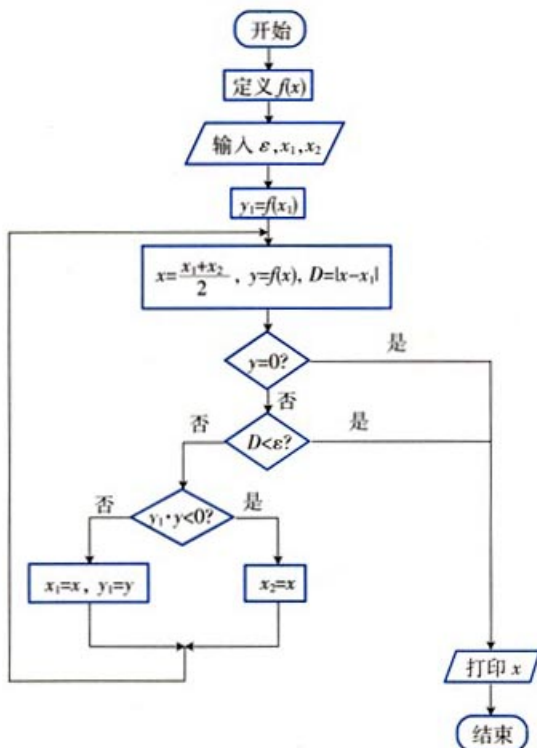 开始
定义 f(x)
输入 ε,x₁,x₂
y₁=f(x₁)
x=(x₁+x₂)/2, y=f(x), D=|x-x₁|
y=0?
是
否
D<ε?
是
否
y₁·y<0?
否
是
x₁=x, y₁=y
x₂=x
打印 x
结束